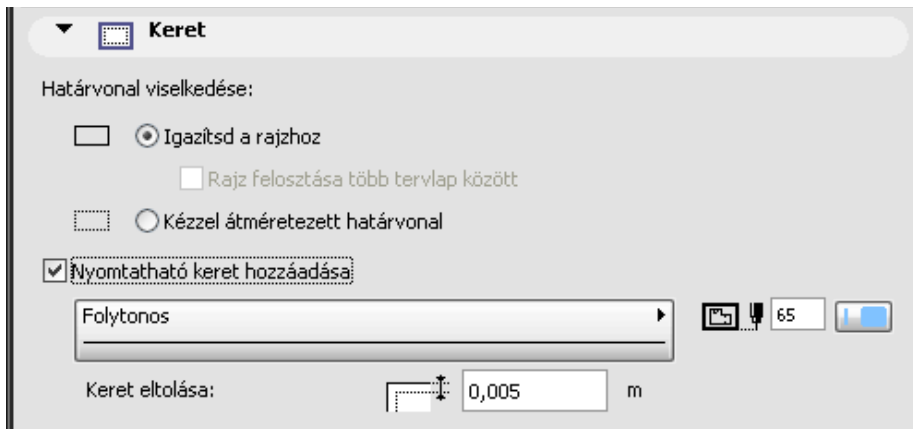 Keret
Határvonal viselkedése:
Igazítsd a rajzhoz
Rajz felosztása több tervlap között
Kézzel átméretezett határvonal
Nyomtatható keret hozzáadása
Folytonos
65
Keret eltolása:
0,005 m